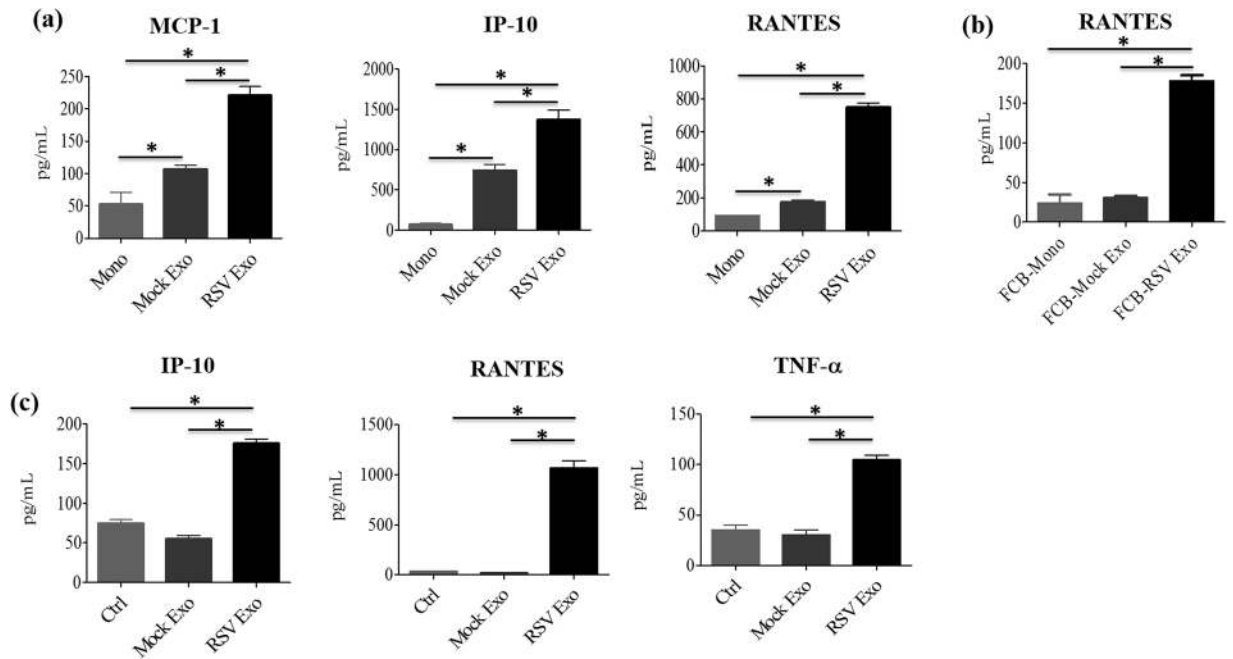 (a)
MCP-1
*
*
*
pg/mL
250
200
150
100
50
0
Mono
Mock Exo
RSV Exo
IP-10
*
*
*
pg/mL
2000
1500
1000
500
0
Mono
Mock Exo
RSV Exo
RANTES
*
*
*
pg/mL
1000
800
600
400
200
0
Mono
Mock Exo
RSV Exo
(b)
RANTES
*
*
pg/mL
200
150
100
50
0
FCB-Mono
FCB-Mock Exo
FCB-RSV Exo
(c)
IP-10
*
*
pg/mL
200
150
100
50
0
Ctrl
Mock Exo
RSV Exo
RANTES
*
*
pg/mL
1500
1000
500
0
Ctrl
Mock Exo
RSV Exo
TNF-α
*
*
pg/mL
150
100
50
0
Ctrl
Mock Exo
RSV Exo